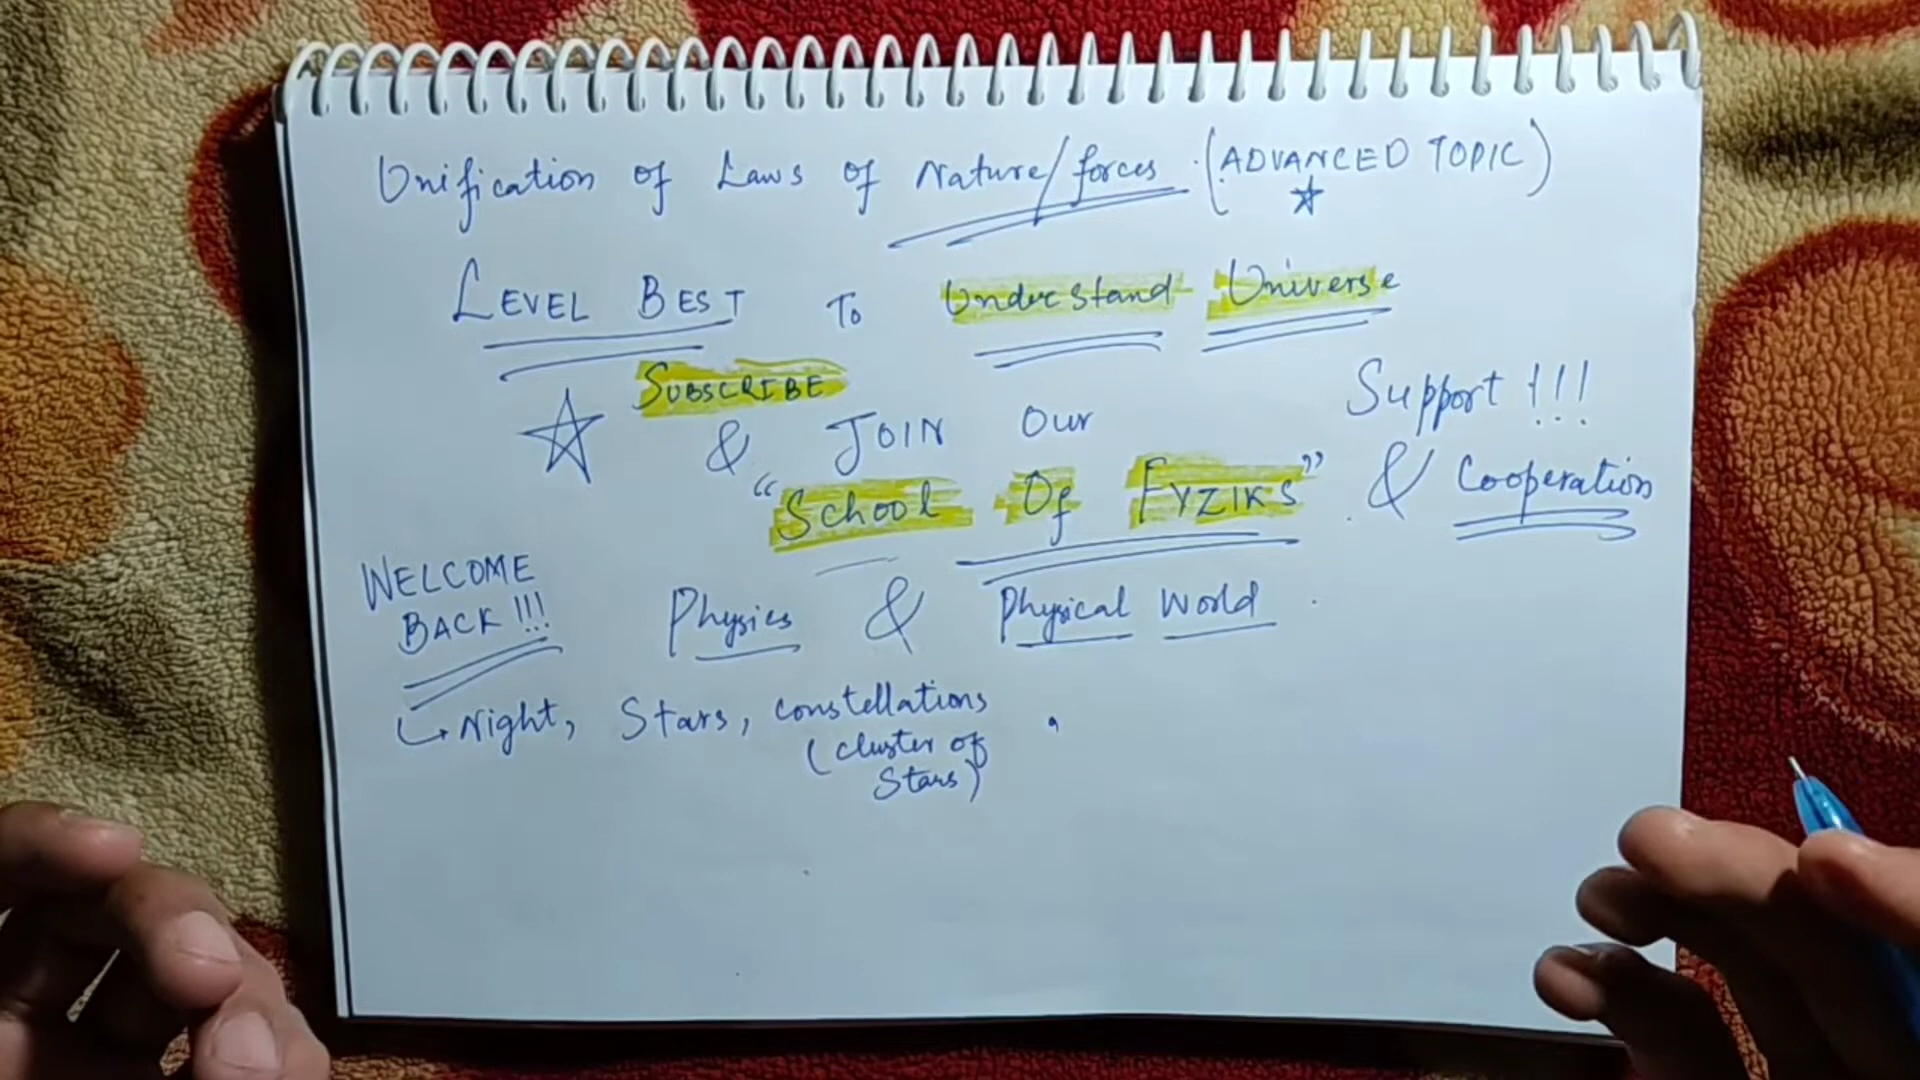 Unification of Laws of Nature/forces. (ADVANCED TOPIC)
LEVEL BEST TO Understand Universe
SUBSCRIBE
& JOIN Our
"School Of FYZIKS"
Support !!!
& Cooperation
WELCOME
BACK!!!
Physics & Physical World.
Night, Stars, constellations,
(cluster of
Stars)